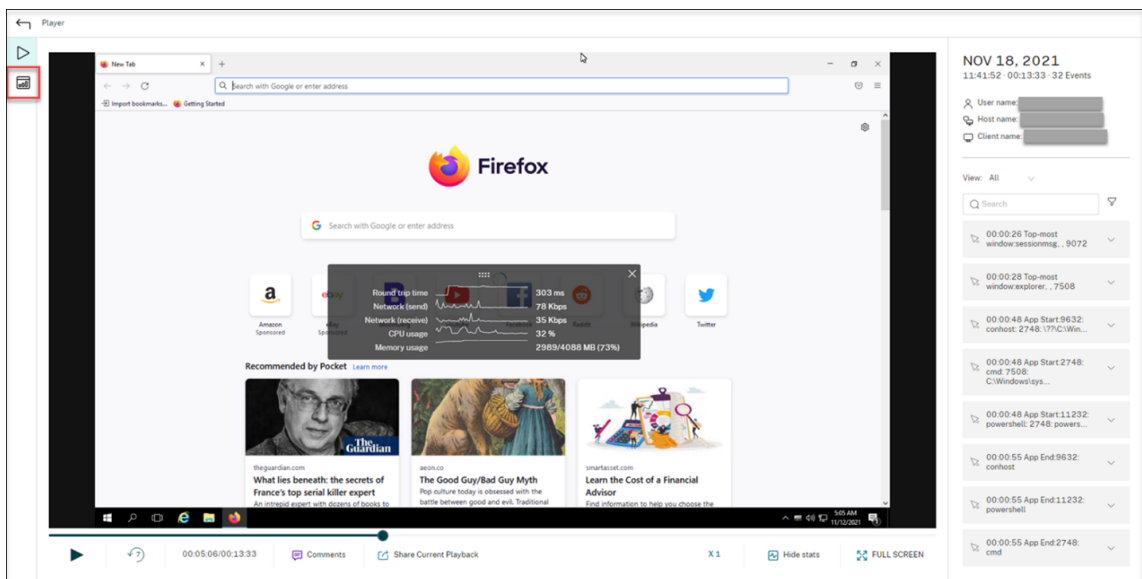 Player
New Tab
Search with Google or enter address
Import bookmarks... Getting Started
Firefox
Search with Google or enter address
Round trip time 303 ms
Network (send) 78 Kbps
Network (receive) 35 Kbps
CPU usage 32 %
Memory usage 2989/4088 MB (73%)
Amazon
Sponsored
Facebook
Reddit
Wikipedia
Twitter
Recommended by Pocket Learn more
The
Guardian
theguardian.com
What lies beneath: the secrets of
France's top serial killer expert
An intrepid expert with dozens of books to
aeon.co
The Good Guy/Bad Guy Myth
Pop culture today is obsessed with the
battle between good and evil. Traditional
smartasset.com
Learn the Cost of a Financial
Advisor
Find information to help you choose the
5:05 AM
11/12/2021
7
00:05:06/00:13:33
Comments
Share Current Playback
X 1
Hide stats
FULL SCREEN
NOV 18, 2021
11:41:52 · 00:13:33 · 32 Events
User name:
Host name:
Client name:
View: All
Search
00:00:26 Top-most
window:sessionmsg, , 9072
00:00:28 Top-most
window:explorer, , 7508
00:00:48 App Start:9632:
conhost: 2748: \??\C:\Win...
00:00:48 App Start:2748:
cmd: 7508:
C:\Windows\sys...
00:00:48 App Start:11232:
powershell: 2748: powers...
00:00:55 App End:9632:
conhost
00:00:55 App End:11232:
powershell
00:00:55 App End:2748:
cmd